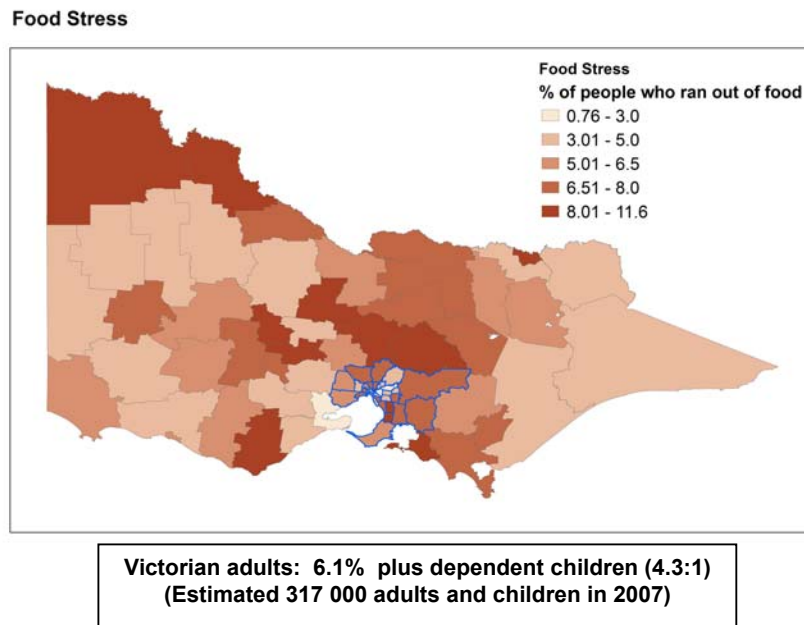 Food Stress
Food Stress
% of people who ran out of food
0.76 - 3.0
3.01 - 5.0
5.01 - 6.5
6.51 - 8.0
8.01 - 11.6
Victorian adults: 6.1% plus dependent children (4.3:1)
(Estimated 317 000 adults and children in 2007)